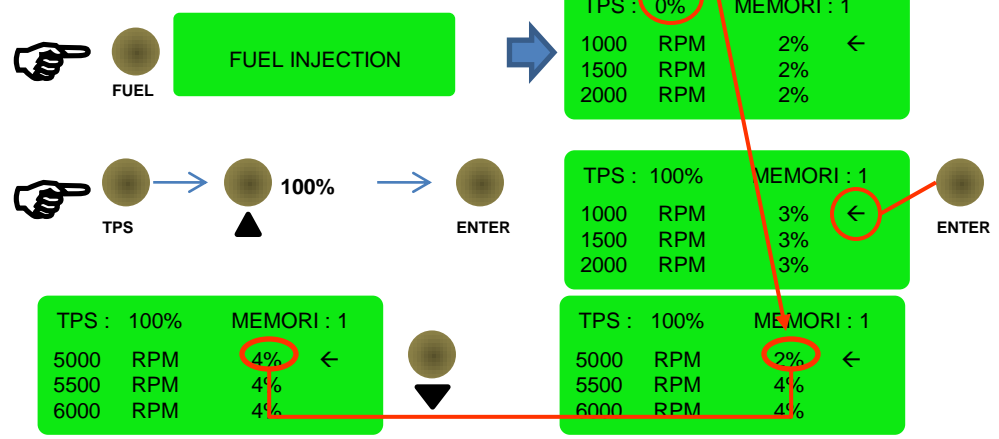 TPS : 0% MEMORI : 1
1000 RPM 2% ←
1500 RPM 2%
2000 RPM 2%
FUEL INJECTION
FUEL
100%
TPS
ENTER
TPS : 100% MEMORI : 1
1000 RPM 3% ←
1500 RPM 3%
2000 RPM 3%
ENTER
TPS : 100% MEMORI : 1
5000 RPM 4% ←
5500 RPM 4%
6000 RPM 4%
TPS : 100% MEMORI : 1
5000 RPM 2% ←
5500 RPM 4%
6000 RPM 4%